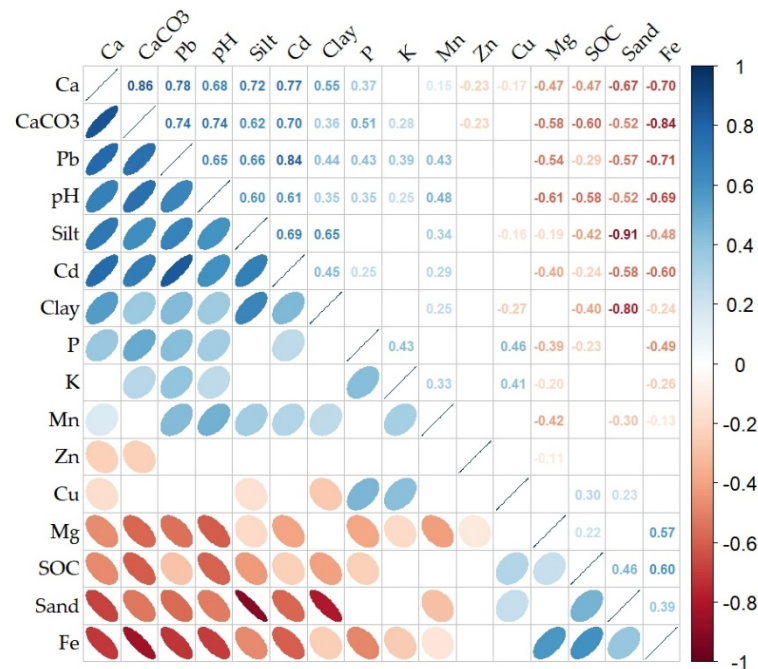 Ca CaCO3 Pb pH Silt Cd Clay P K Mn Zn Cu Mg SOC Sand Fe
Ca 0.86 0.78 0.68 0.72 0.77 0.55 0.37 0.15 -0.23 -0.17 -0.47 -0.47 -0.67 -0.70
CaCO3 0.74 0.74 0.62 0.70 0.36 0.51 0.28 -0.23 -0.58 -0.60 -0.52 -0.84
Pb 0.65 0.66 0.84 0.44 0.43 0.39 0.43 -0.54 -0.29 -0.57 -0.71
pH 0.60 0.61 0.35 0.35 0.25 0.48 -0.61 -0.58 -0.52 -0.69
Silt 0.69 0.65 0.34 -0.16 -0.19 -0.42 -0.91 -0.48
Cd 0.45 0.25 0.29 -0.40 -0.24 -0.58 -0.60
Clay 0.25 -0.27 -0.40 -0.80 -0.24
P 0.43 0.46 -0.39 -0.23 -0.49
K 0.33 0.41 -0.20 -0.26
Mn -0.42 -0.30 -0.13
Zn -0.11
Cu 0.30 0.23
Mg 0.22 0.57
SOC 0.46 0.60
Sand 0.39
Fe
1
0.8
0.6
0.4
0.2
0
-0.2
-0.4
-0.6
-0.8
-1